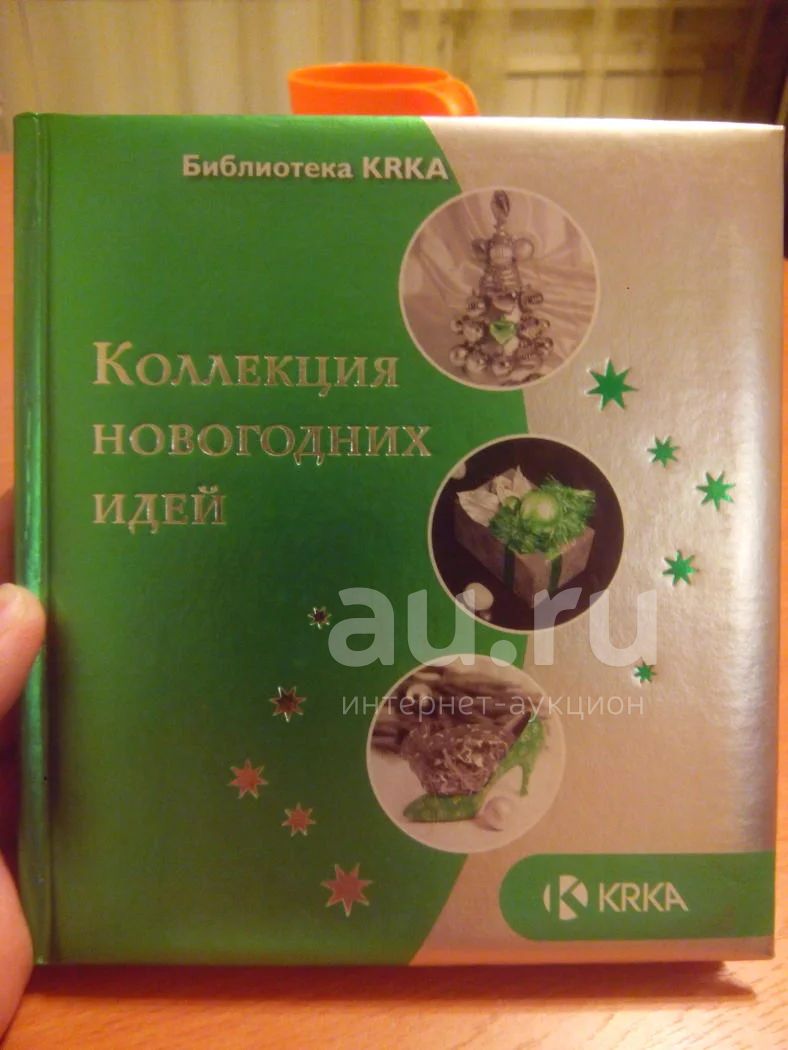 Библиотека KRKA
Коллекция
новогодних
идей
au.ru
интернет-аукцион
KRKA